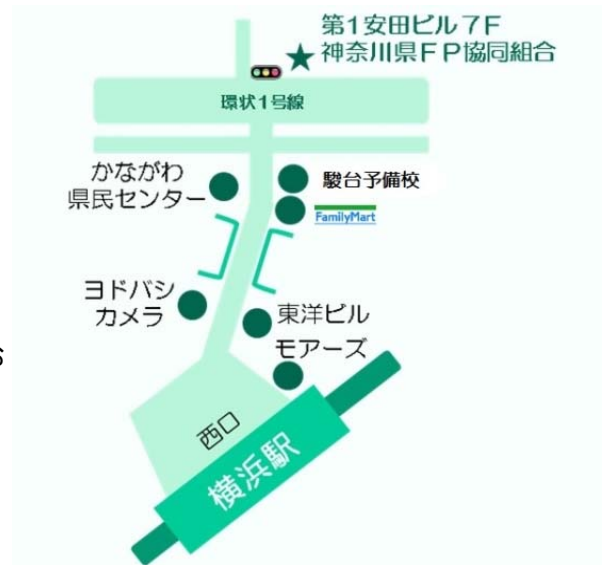 第1安田ビル7F
神奈川県FP協同組合
環状1号線
かながわ
県民センター
駿台予備校
FamilyMart
ヨドバシ
カメラ
東洋ビル
モアーズ
西口
横浜駅